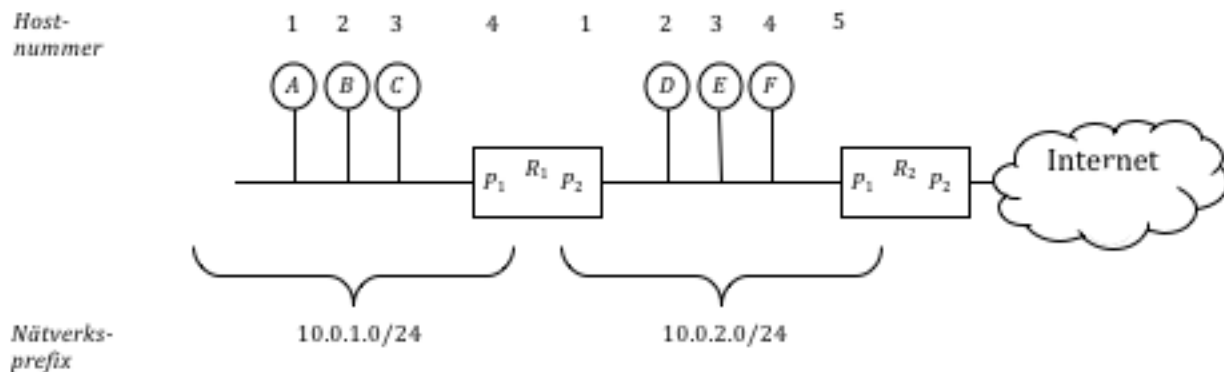 Host-
nummer
1 2 3 4 1 2 3 4 5
A B C D E F
P₁ R₁ P₂ P₁ R₂ P₂
Internet
Nätverks-
prefix
10.0.1.0/24 10.0.2.0/24